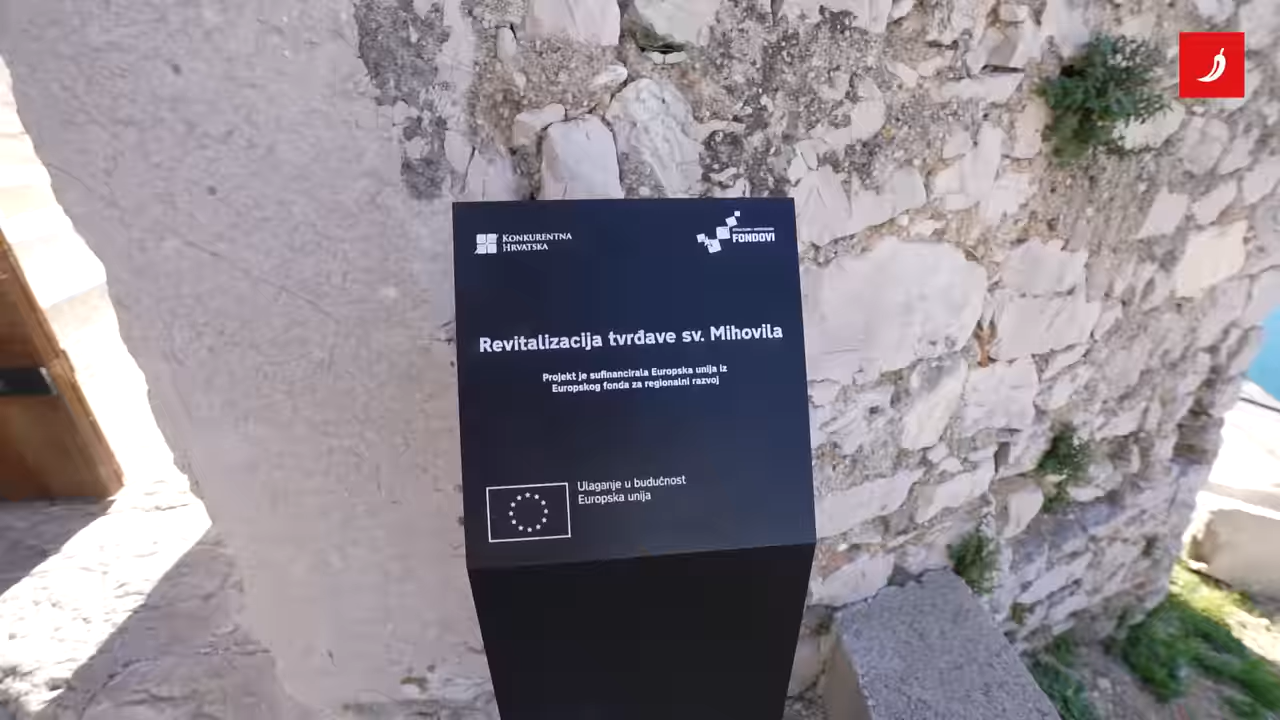 KONKURENTNA
HRVATSKA
FONDOVI
Revitalizacija tvrđave sv. Mihovila
Projekt je sufinancirala Europska unija iz
Europskog fonda za regionalni razvoj
Ulaganje u budućnost
Europska unija